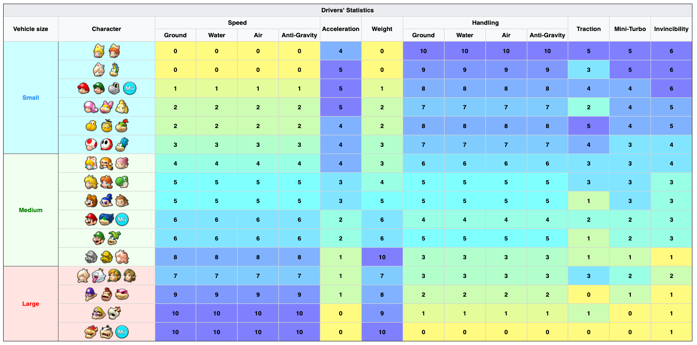 Drivers' Statistics
Vehicle size Character Speed Acceleration Weight Handling Traction Mini-Turbo Invincibility
Ground Water Air Anti-Gravity Ground Water Air Anti-Gravity
Small
0 0 0 0 4 0 10 10 10 10 5 5 6
0 0 0 0 5 0 9 9 9 9 3 5 6
Mii 1 1 1 1 5 1 8 8 8 8 4 4 6
2 2 2 2 5 2 7 7 7 7 2 4 5
2 2 2 2 4 2 8 8 8 8 5 4 5
3 3 3 3 4 3 7 7 7 7 4 3 4
Medium
4 4 4 4 4 3 6 6 6 6 3 3 4
5 5 5 5 3 4 5 5 5 5 3 3 3
5 5 5 5 3 5 5 5 5 5 1 3 3
Mii 6 6 6 6 2 6 4 4 4 4 2 2 3
6 6 6 6 2 6 5 5 5 5 1 2 3
8 8 8 8 1 10 3 3 3 3 1 1 1
Large
7 7 7 7 1 7 3 3 3 3 3 2 2
9 9 9 9 1 8 2 2 2 2 0 1 1
10 10 10 10 0 9 1 1 1 1 1 0 1
Mii 10 10 10 10 0 10 0 0 0 0 0 0 1